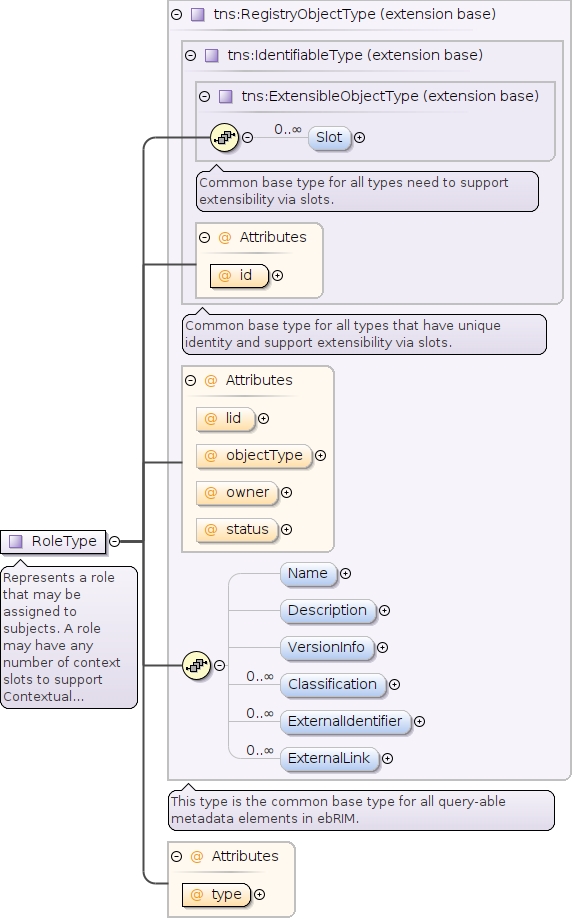 tns:RegistryObjectType (extension base)
tns:IdentifiableType (extension base)
tns:ExtensibleObjectType (extension base)
0..∞
Slot
Common base type for all types need to support
extensibility via slots.
@ Attributes
@ id
Common base type for all types that have unique
identity and support extensibility via slots.
@ Attributes
@ lid
@ objectType
@ owner
@ status
RoleType
Represents a role
that may be
assigned to
subjects. A role
may have any
number of context
slots to support
Contextual...
Name
Description
VersionInfo
0..∞ Classification
0..∞ ExternalIdentifier
0..∞ ExternalLink
This type is the common base type for all query-able
metadata elements in ebRIM.
@ Attributes
@ type